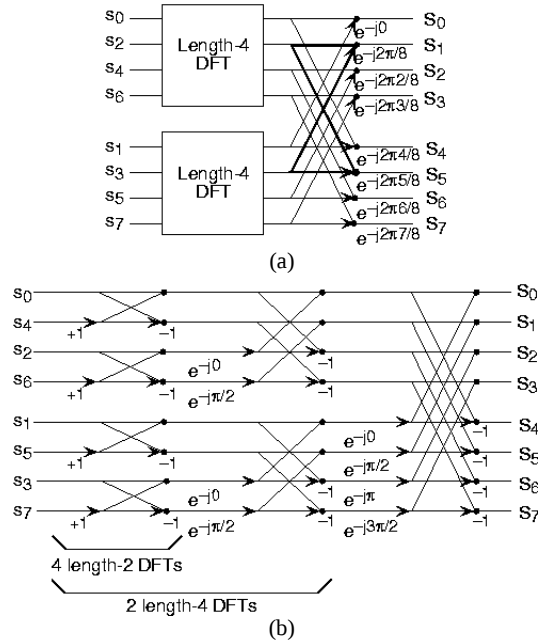 s0 S0
e–j0
s2 Length-4 S1
DFT e–j2π/8
s4 S2
e–j2π2/8
s6 S3
e–j2π3/8
s1 S4
e–j2π4/8
s3 Length-4 S5
DFT e–j2π5/8
s5 S6
e–j2π6/8
s7 S7
e–j2π7/8
(a)
s0 S0
s4 S1
+1 –1
s2 e–j0 S2
–1
s6 S3
+1 –1 e–jπ/2 –1
s1 S4
e–j0 –1
s5 S5
+1 –1 e–jπ/2 –1
s3 e–j0 S6
–1 e–jπ –1
s7 S7
+1 –1 e–jπ/2 –1 e–j3π/2 –1
4 length-2 DFTs
2 length-4 DFTs
(b)